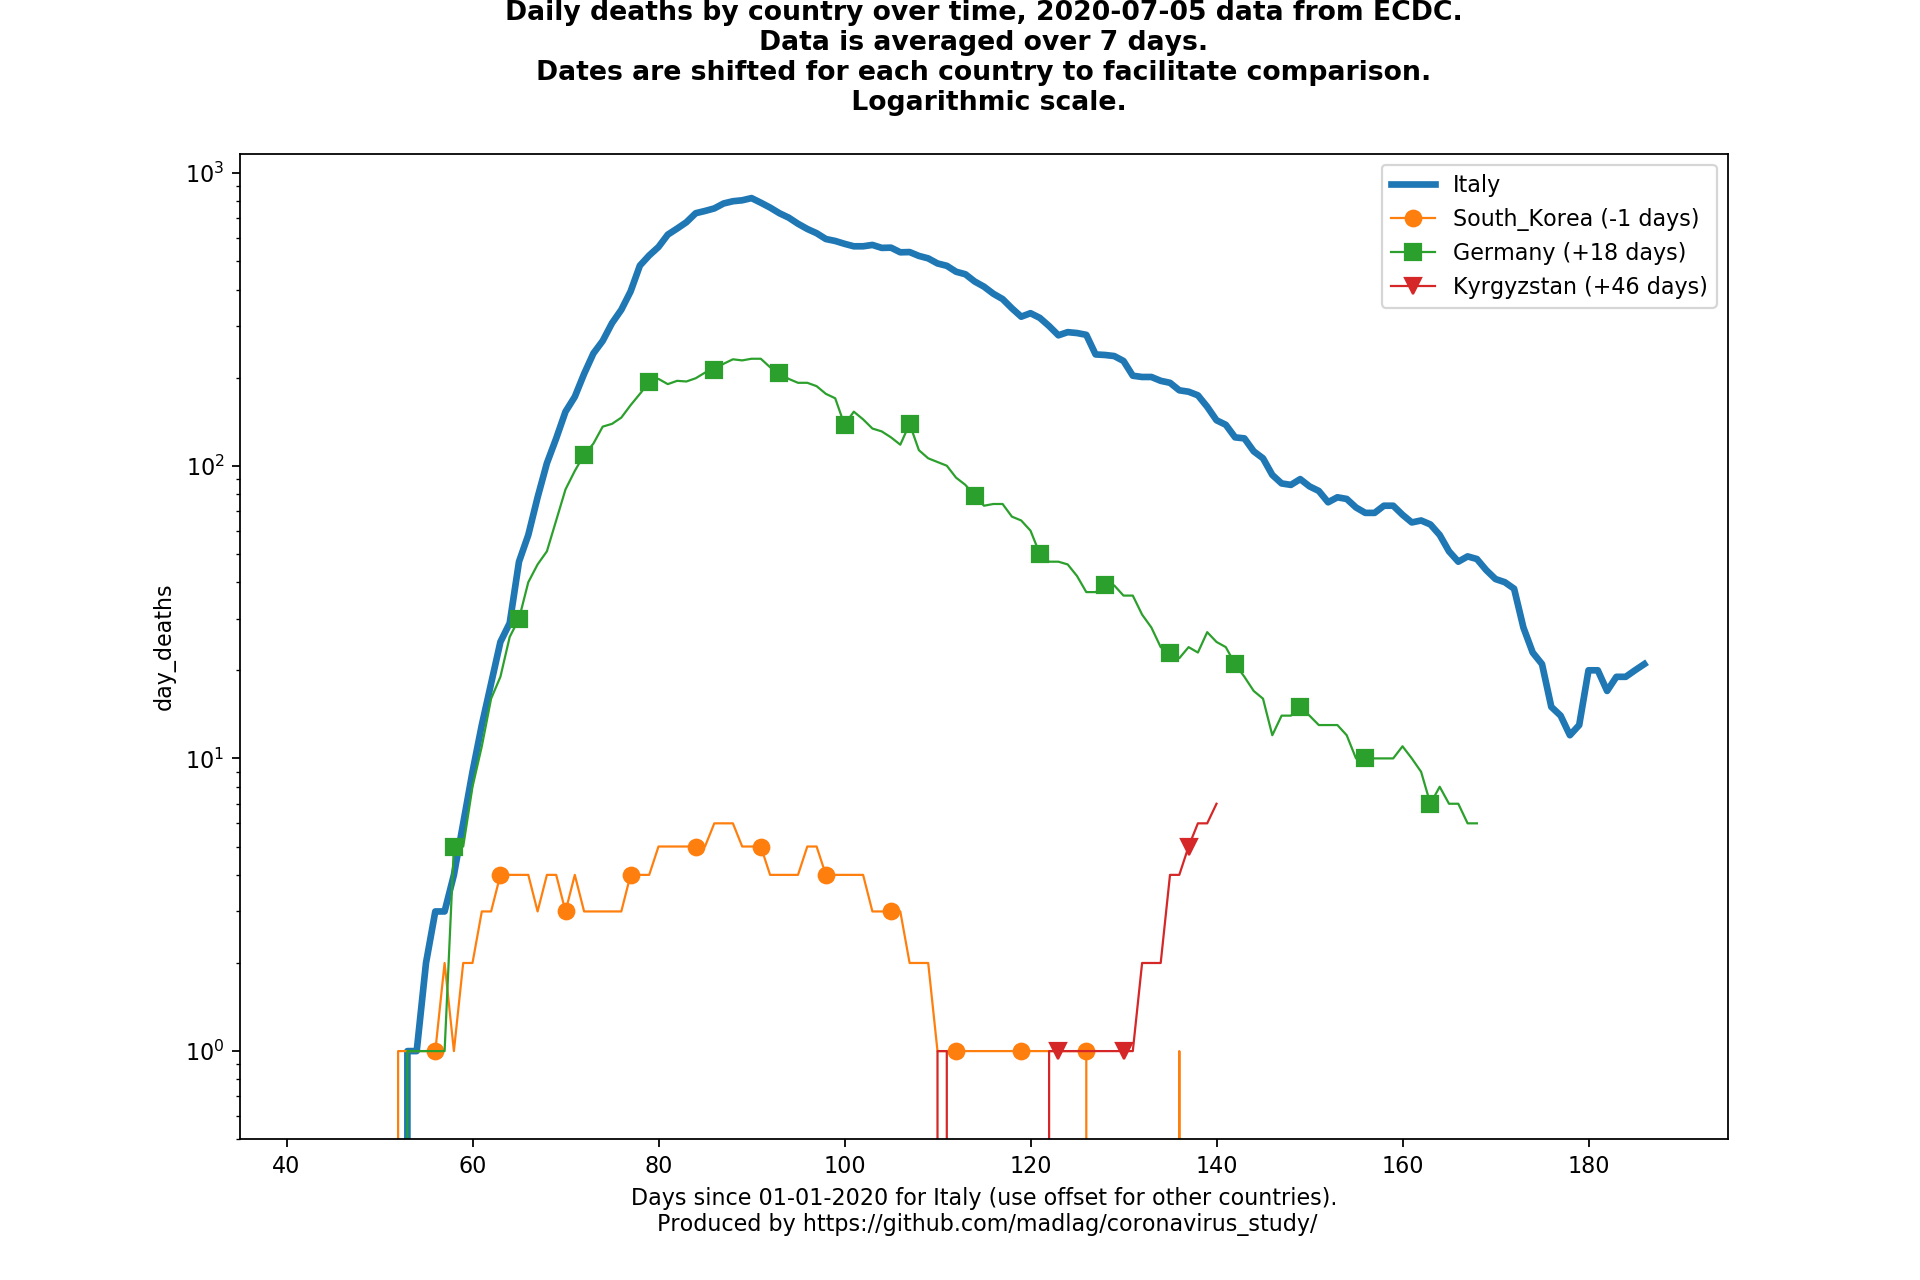 Daily deaths by country over time, 2020-07-05 data from ECDC.
Data is averaged over 7 days.
Dates are shifted for each country to facilitate comparison.
Logarithmic scale.
10³
10²
10¹
10⁰
day_deaths
Italy
South_Korea (-1 days)
Germany (+18 days)
Kyrgyzstan (+46 days)
40 60 80 100 120 140 160 180
Days since 01-01-2020 for Italy (use offset for other countries).
Produced by https://github.com/madlag/coronavirus_study/